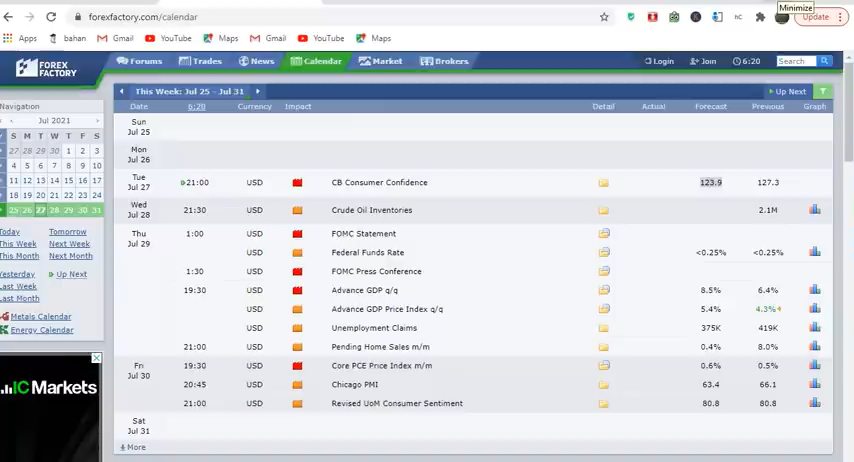 Minimize
forexfactory.com/calendar
hC
Update
Apps
Gmail
bahan
YouTube
Maps
Gmail
YouTube
Maps
FOREX
FACTORY
Forums
Trades
News
Calendar
Market
Brokers
Login
Join
6:20
Search
Navigation
Jul 2021
S M T W T F S
27 28 29 30 1 2 3
4 5 6 7 8 9 10
11 12 13 14 15 16 17
18 19 20 21 22 23 24
25 26 27 28 29 30 31
Today Tomorrow
This Week Next Week
This Month Next Month
Yesterday Up Next
Last Week
Last Month
Metals Calendar
Energy Calendar
IC Markets
This Week: Jul 25 - Jul 31
Up Next
Date 6:20 Currency Impact Detail Actual Forecast Previous Graph
Sun
Jul 25
Mon
Jul 26
Tue
Jul 27
21:00 USD CB Consumer Confidence 123.9 127.3
Wed
Jul 28
21:30 USD Crude Oil Inventories 2.1M
Thu
Jul 29
1:00 USD FOMC Statement
USD Federal Funds Rate <0.25% <0.25%
1:30 USD FOMC Press Conference
19:30 USD Advance GDP q/q 8.5% 6.4%
USD Advance GDP Price Index q/q 5.4% 4.3%
USD Unemployment Claims 375K 419K
21:00 USD Pending Home Sales m/m 0.4% 8.0%
Fri
Jul 30
19:30 USD Core PCE Price Index m/m 0.6% 0.5%
20:45 USD Chicago PMI 63.4 66.1
21:00 USD Revised UoM Consumer Sentiment 80.8 80.8
Sat
Jul 31
More